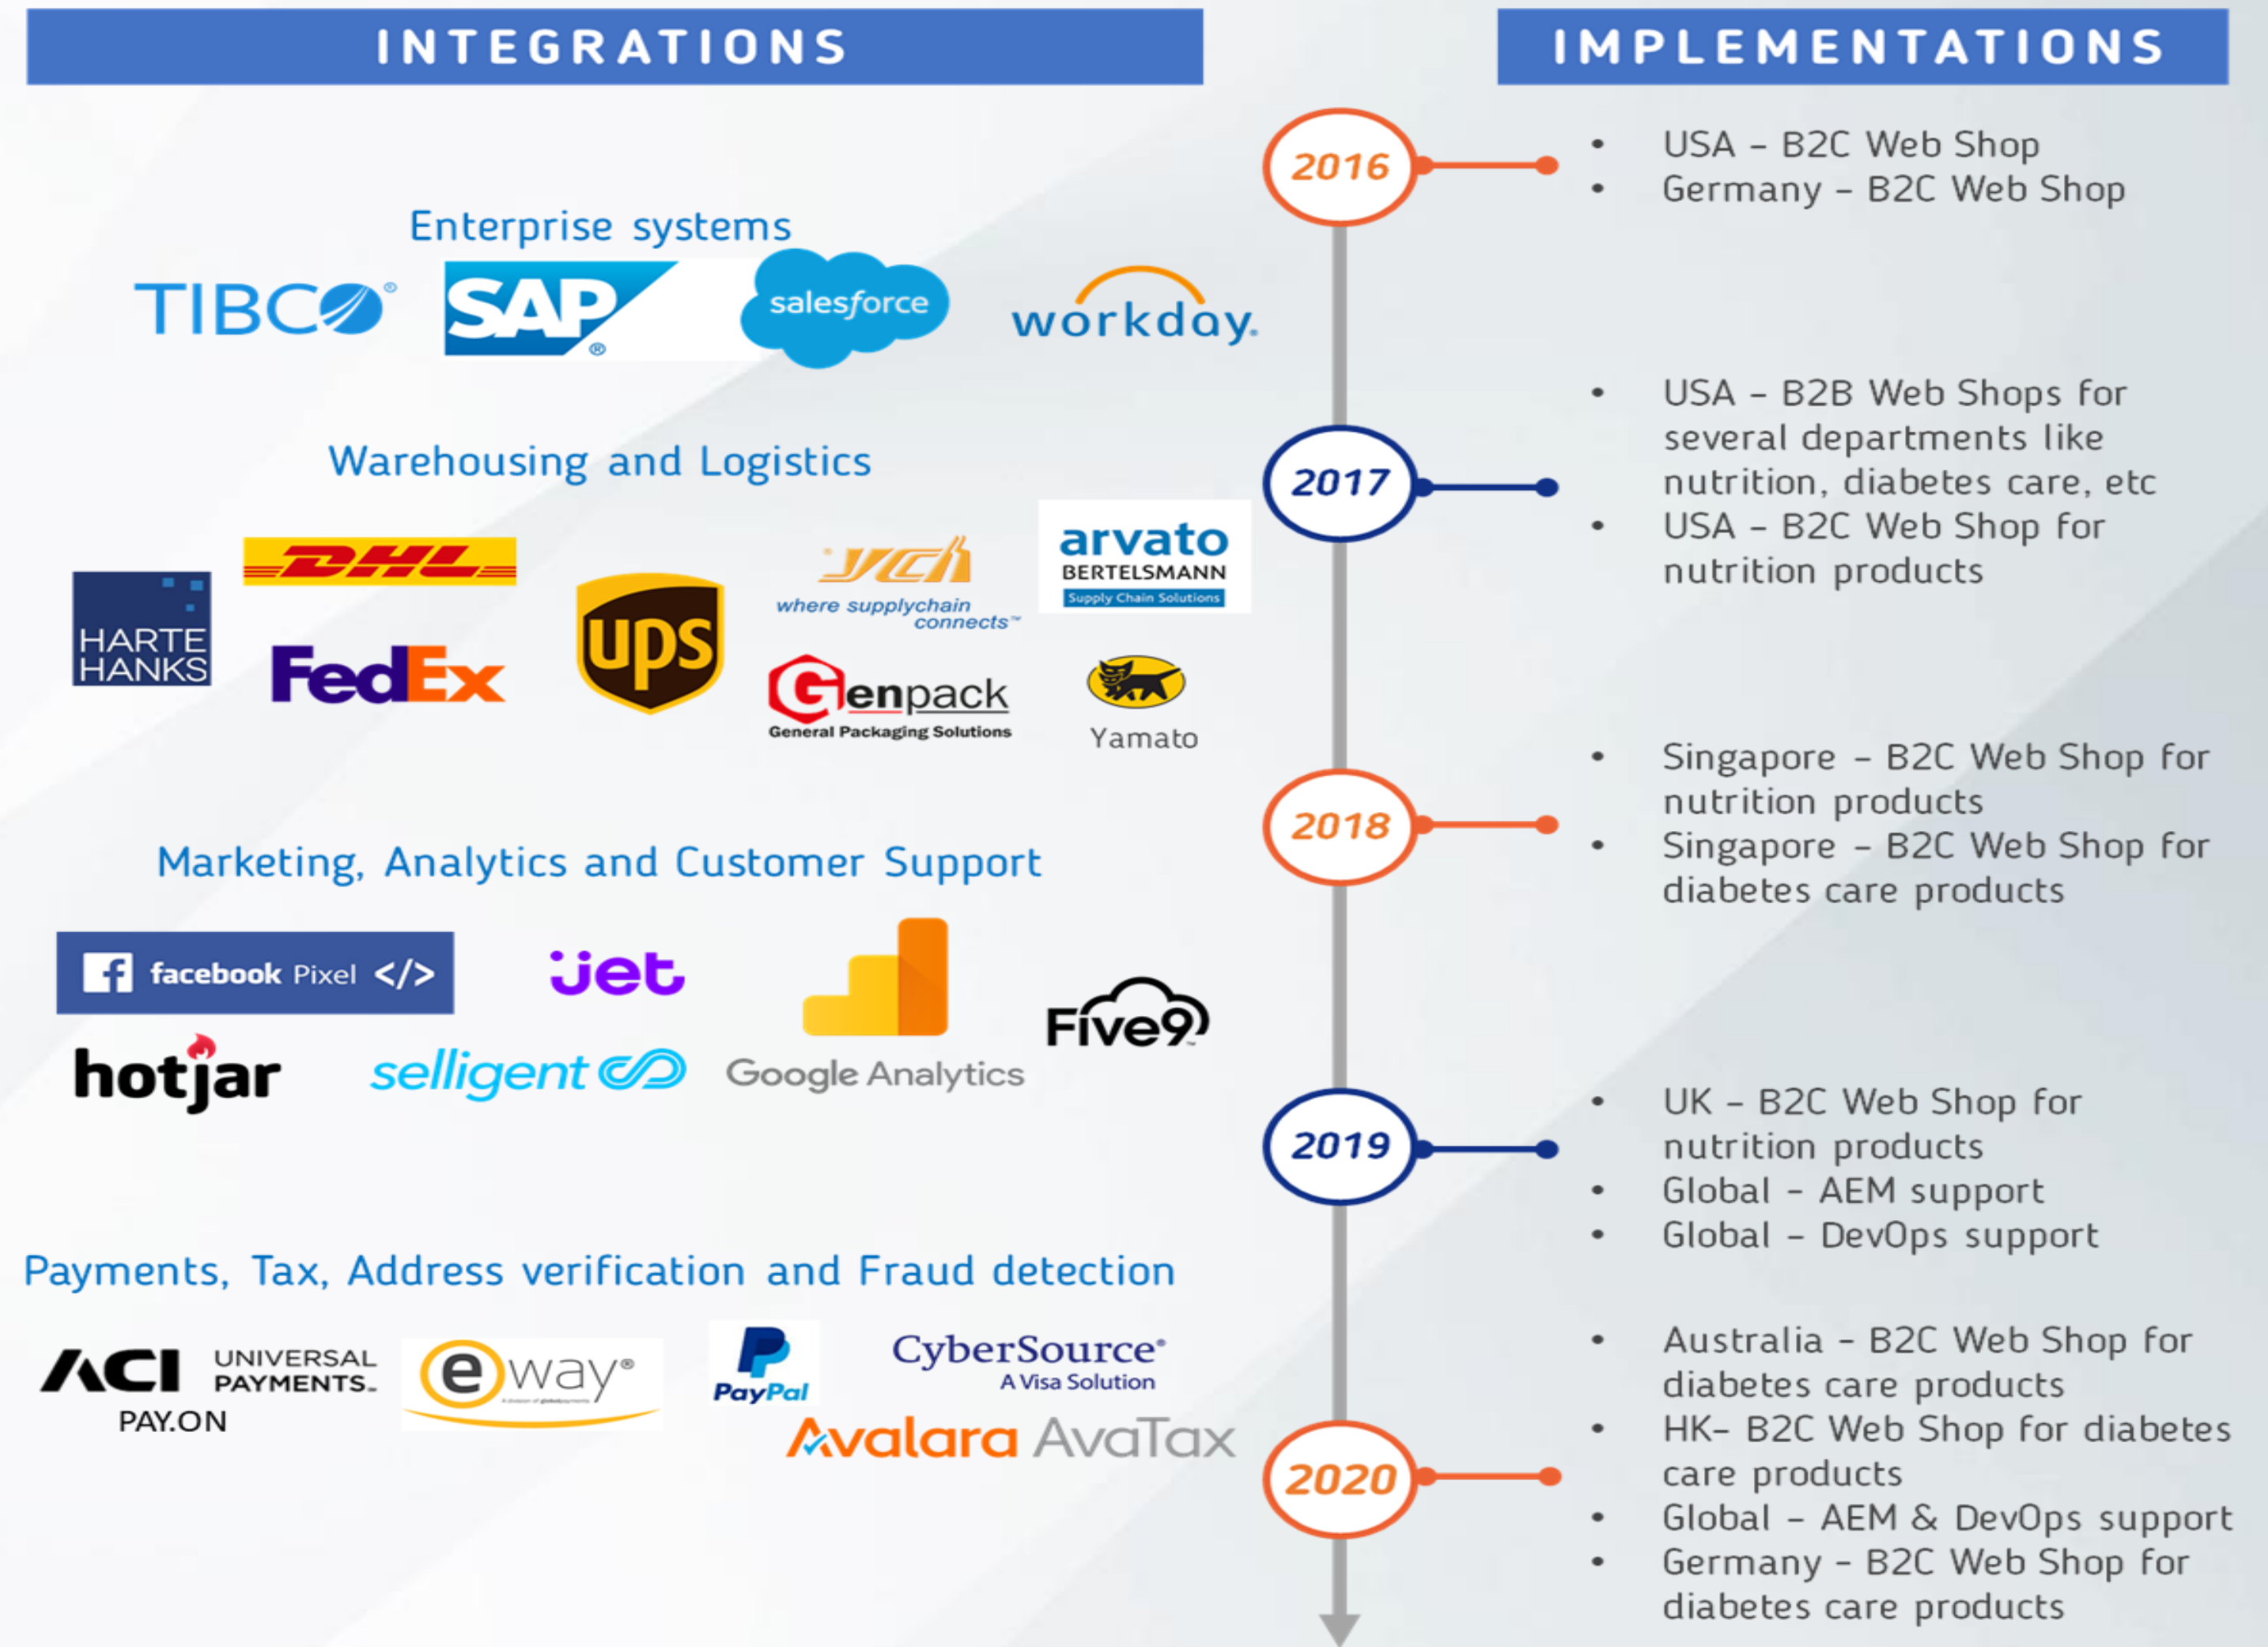 INTEGRATIONS
Enterprise systems
TIBCO®
SAP®
salesforce
workday.
Warehousing and Logistics
HARTE
HANKS
DHL
FedEx
ups
ych
where supplychain
connects™
Genpack
General Packaging Solutions
arvato
BERTELSMANN
Supply Chain Solutions
Yamato
Marketing, Analytics and Customer Support
f facebook Pixel </>
jet
Google Analytics
Five9™
hotjar
selligent
Payments, Tax, Address verification and Fraud detection
ACI UNIVERSAL
PAYMENTS™
PAY.ON
eway®
PayPal
CyberSource®
A Visa Solution
Avalara AvaTax
IMPLEMENTATIONS
2016
• USA – B2C Web Shop
• Germany – B2C Web Shop
2017
• USA – B2B Web Shops for
several departments like
nutrition, diabetes care, etc
• USA – B2C Web Shop for
nutrition products
2018
• Singapore – B2C Web Shop for
nutrition products
• Singapore – B2C Web Shop for
diabetes care products
2019
• UK – B2C Web Shop for
nutrition products
• Global - AEM support
• Global – DevOps support
2020
• Australia – B2C Web Shop for
diabetes care products
• HK– B2C Web Shop for diabetes
care products
• Global – AEM & DevOps support
• Germany – B2C Web Shop for
diabetes care products